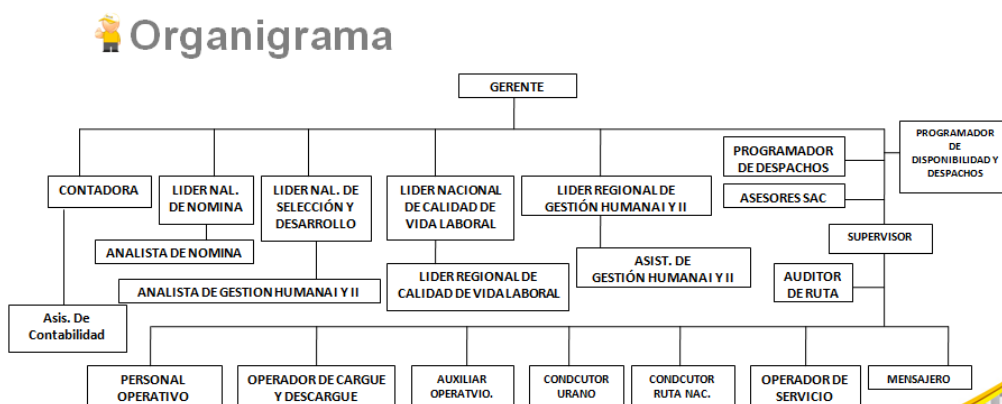 Organigrama
GERENTE
PROGRAMADOR
DE
DISPONIBILIDAD Y
DESPACHOS
PROGRAMADOR
DE DESPACHOS
CONTADORA
LIDER NAL.
DE NOMINA
LIDER NAL. DE
SELECCIÓN Y
DESARROLLO
LIDER NACIONAL
DE CALIDAD DE
VIDA LABORAL
LIDER REGIONAL DE
GESTIÓN HUMANA I Y II
ASESORES SAC
SUPERVISOR
ANALISTA DE NOMINA
ASIST. DE
GESTIÓN HUMANA I Y II
LIDER REGIONAL DE
CALIDAD DE VIDA LABORAL
AUDITOR
DE RUTA
ANALISTA DE GESTION HUMANA I Y II
Asis. De
Contabilidad
PERSONAL
OPERATIVO
OPERADOR DE CARGUE
Y DESCARGUE
AUXILIAR
OPERATVIO.
CONDCUTOR
URANO
CONDCUTOR
RUTA NAC.
OPERADOR DE
SERVICIO
MENSAJERO